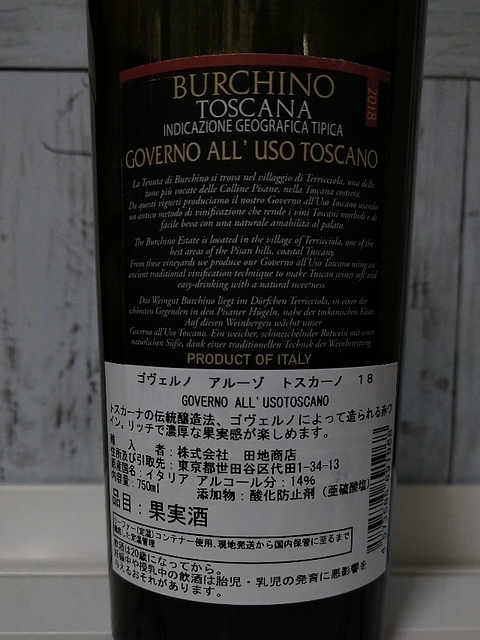 BURCHINO
2018
TOSCANA
INDICAZIONE GEOGRAFICA TIPICA
GOVERNO ALL' USO TOSCANO
La Tenuta di Burchino si trova nel villaggio di Terricciola, una delle
zone più vocate delle Colline Pisane, nella Toscana costiera.
Da questi vigneti produciamo il nostro Governo all'Uso Toscano usando
un antico metodo di vinificazione che rende i vini Toscani morbidi e di
facile beva con una naturale amabilità al palato.
The Burchino Estate is located in the village of Terricciola, one of the
best areas of the Pisan hills, coastal Tuscany.
From these vineyards we produce our Governo all'Uso Toscano using an
ancient traditional vinification technique to make Tuscan wines soft and
easy-drinking with a natural sweetness.
Das Weingut Burchino liegt im Dörfchen Terricciola, in einer der
schönsten Gegenden in den Pisaner Hügeln, nahe der toskanischen Küste.
Auf diesen Weinbergen wächst unser
Governo all'Uso Toscano. Ein weicher, schmeichelnder Rotwein mit einer
natürlichen Süße, dank einer traditionellen Technik der Weinbereitung.
PRODUCT OF ITALY
ゴヴェルノ アルーゾ トスカーノ 18
GOVERNO ALL'USOTOSCANO
トスカーナの伝統醸造法、ゴヴェルノによって造られる赤ワ
イン。リッチで濃厚な果実感が楽しめます。
輸入者:株式会社 田地商店
住所及び引取先:東京都世田谷区代田1-34-13
原産国名:イタリア アルコール分:14%
内容量:750ml 添加物:酸化防止剤(亜硫酸塩)
品目:果実酒
リーファー(定温)コンテナー使用、現地発送から国内保管に至るまで
徹底した定温管理
飲酒は20歳になってから。
妊娠中や授乳中の飲酒は胎児・乳児の発育に悪影響を
与えるおそれがあります。